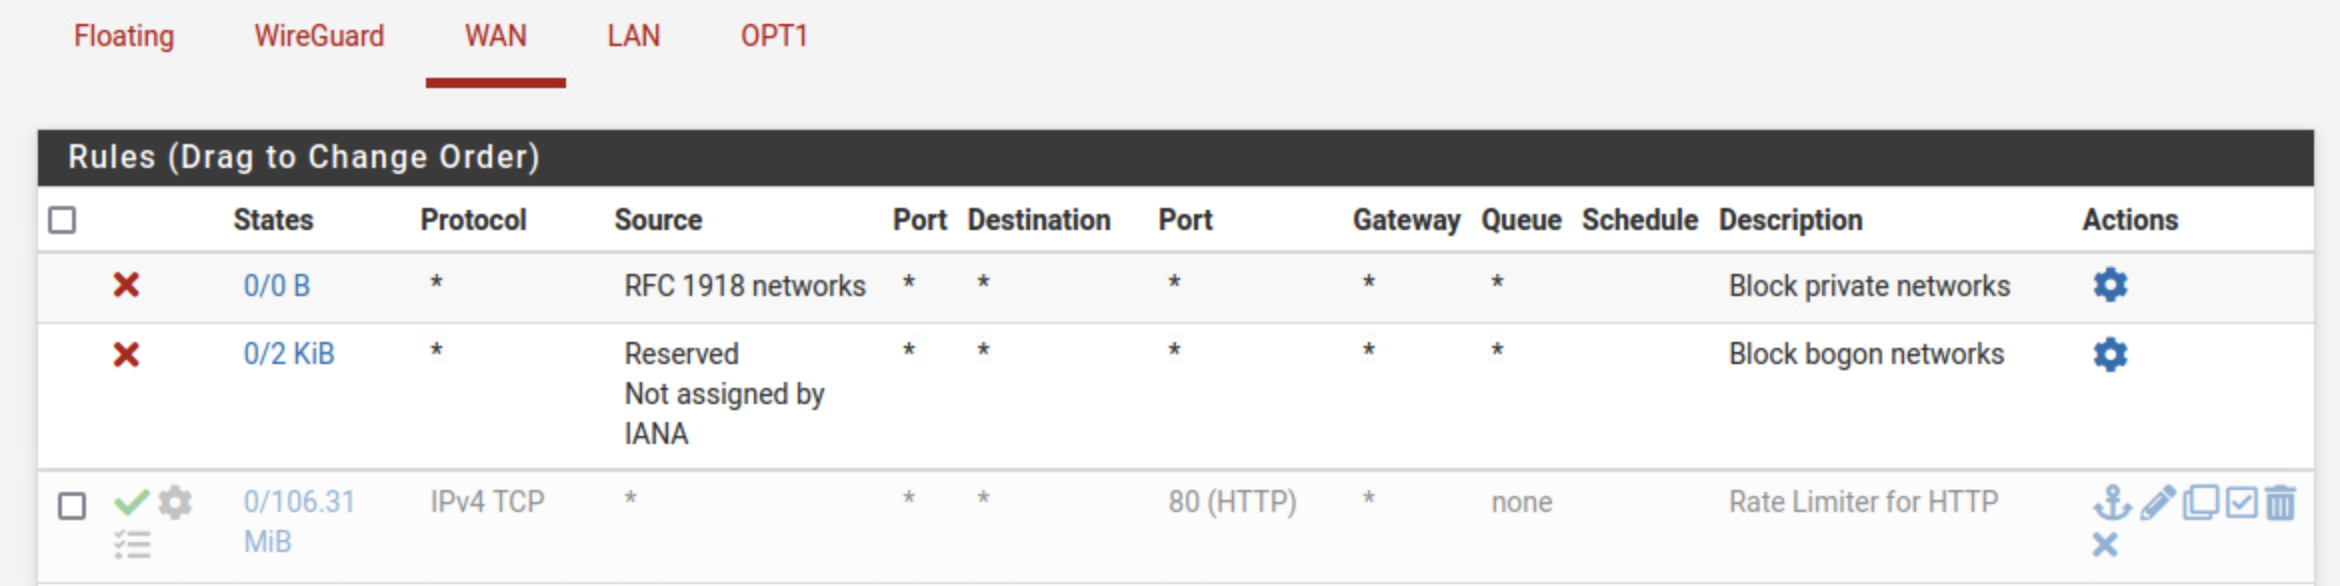 Floating WireGuard WAN LAN OPT1
Rules (Drag to Change Order)
States Protocol Source Port Destination Port Gateway Queue Schedule Description Actions
0/0 B * RFC 1918 networks * * * * * Block private networks
0/2 KiB * Reserved * * * * * Block bogon networks
Not assigned by
IANA
0/106.31 IPv4 TCP * * * 80 (HTTP) * none Rate Limiter for HTTP
MiB